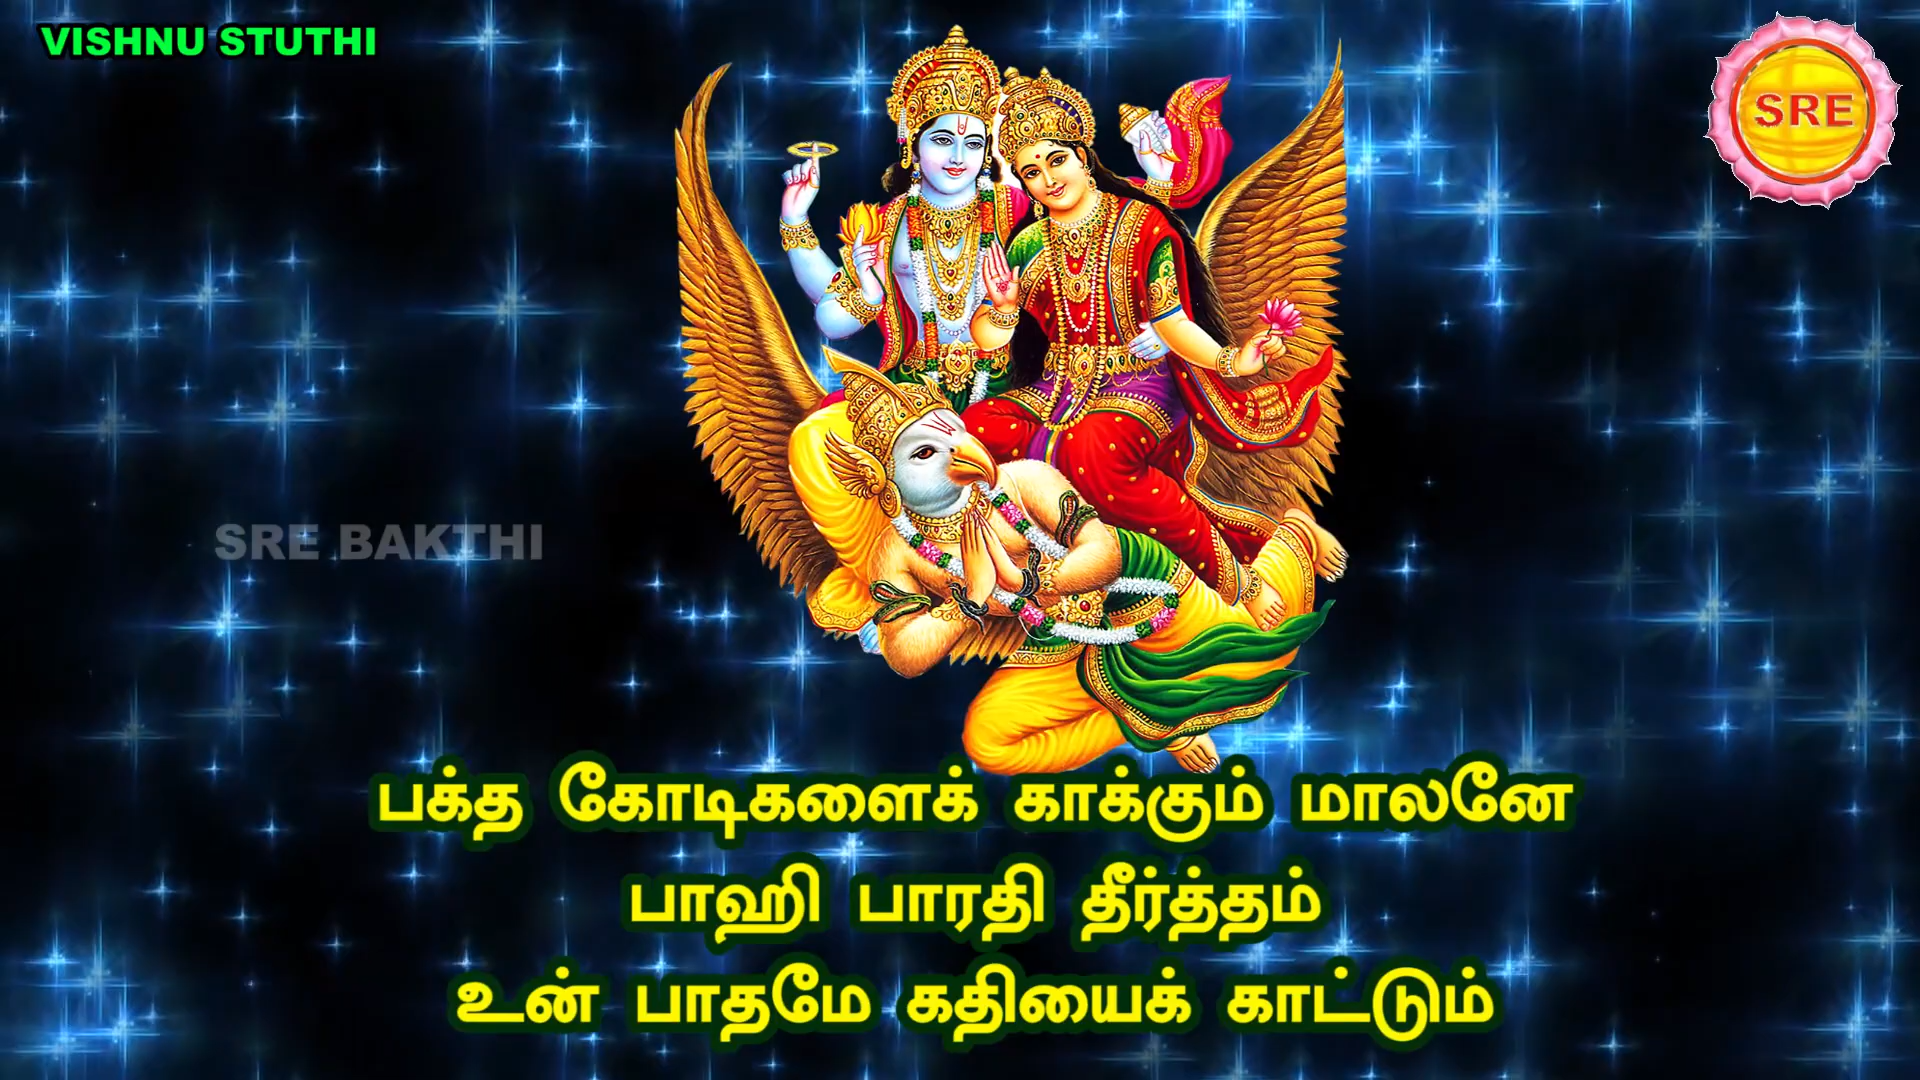 VISHNU STUTHI
SRE
SRE BAKTHI
பக்த கோடிகளைக் காக்கும் மாலனே
பாஹி பாரதி தீர்த்தம்
உன் பாதமே கதியைக் காட்டும்